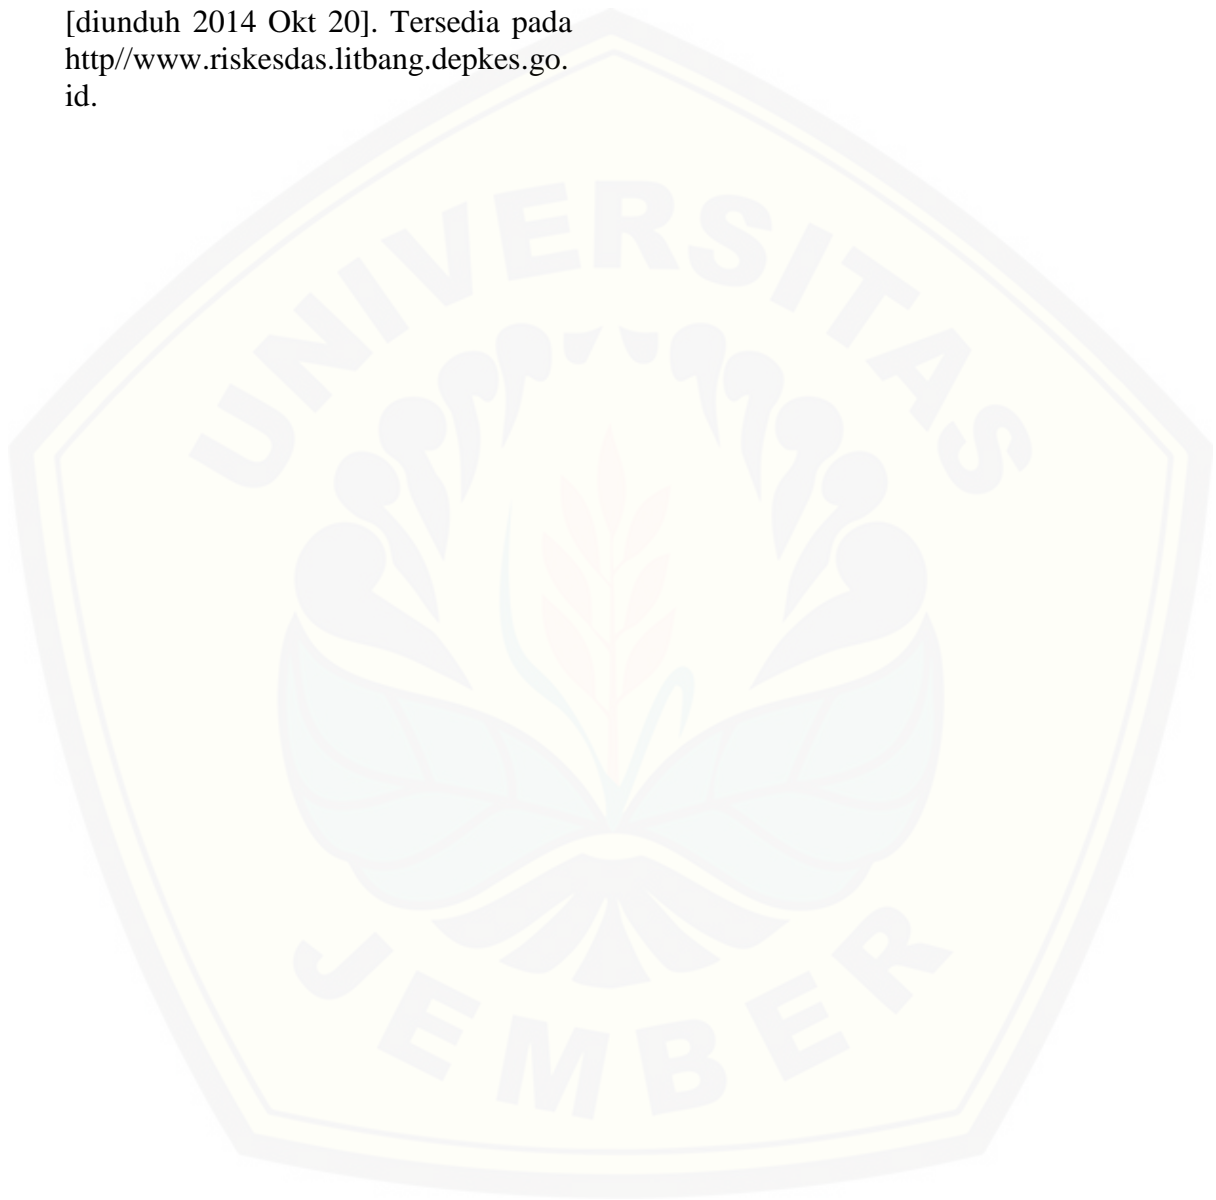 [diunduh 2014 Okt 20]. Tersedia pada
http//www.riskesdas.litbang.depkes.go.
id.
UNIVERSITAS
JEMBER